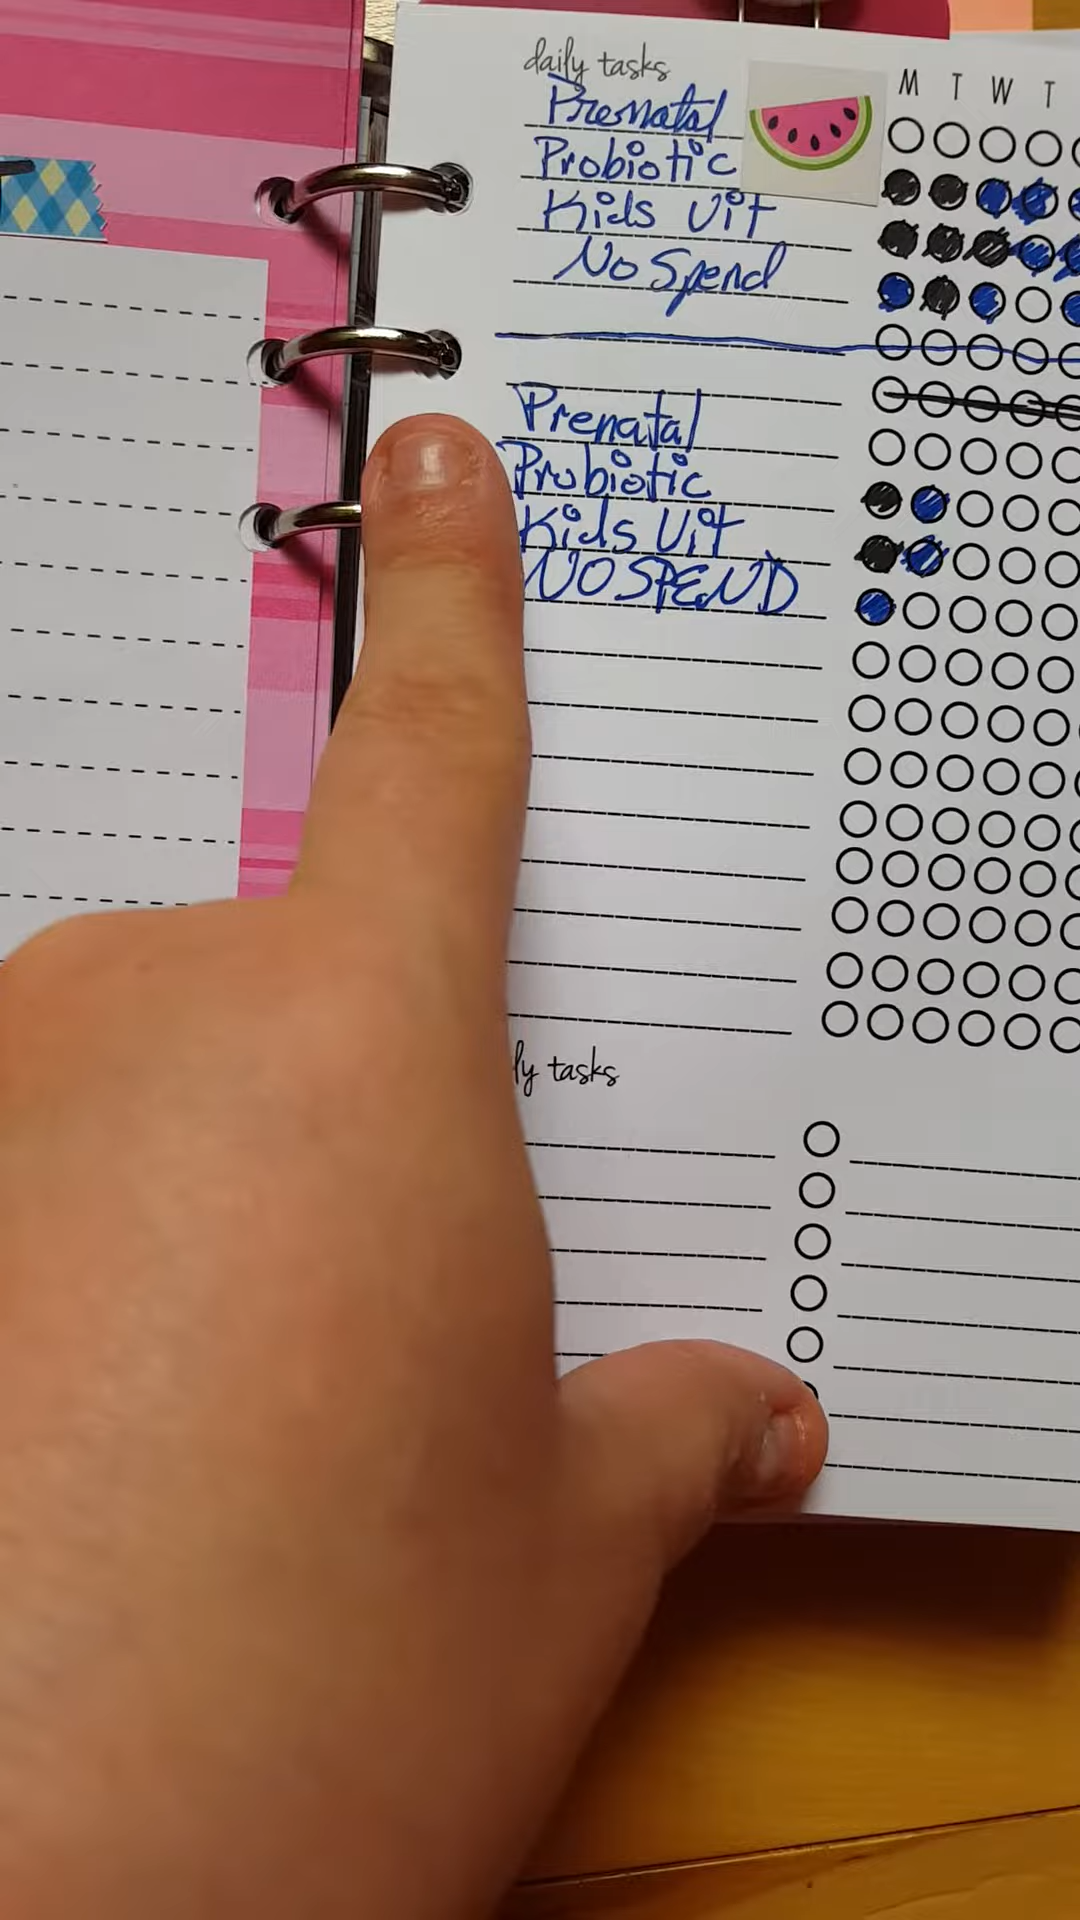 daily tasks
M T W T
Prenatal
Probiotic
Kids Vit
No Spend
Prenatal
Probiotic
Kids Vit
NO SPEND
ly tasks